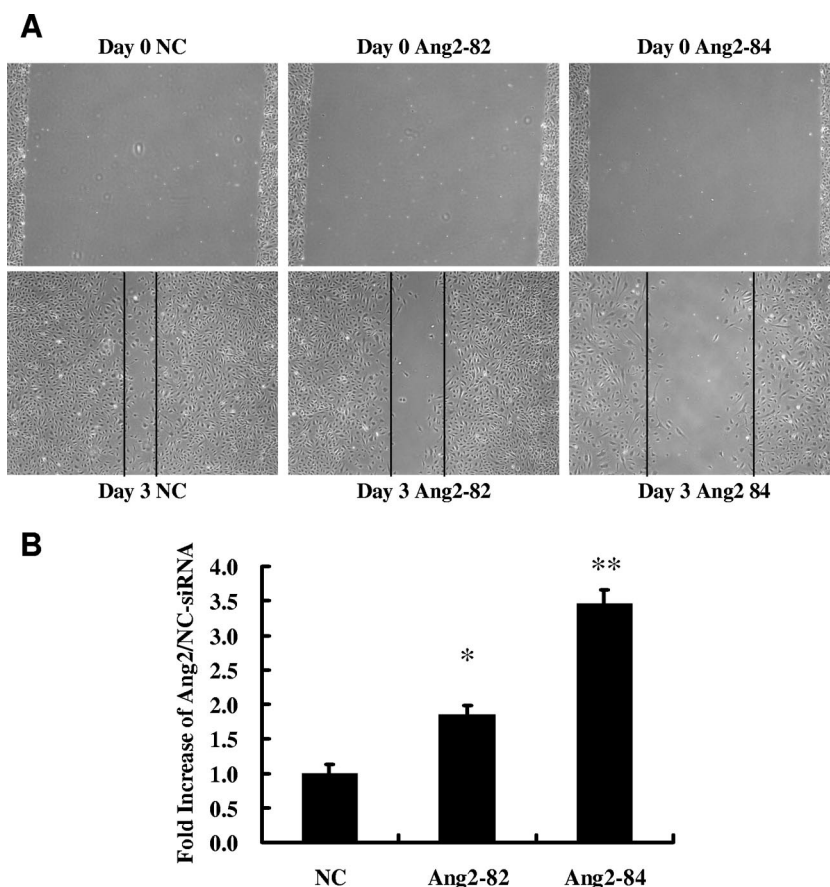 A
Day 0 NC Day 0 Ang2-82 Day 0 Ang2-84
Day 3 NC Day 3 Ang2-82 Day 3 Ang2 84
B
Fold Increase of Ang2/NC-siRNA
4.0
3.5
3.0
2.5
2.0
1.5
1.0
0.5
0.0
*
**
NC Ang2-82 Ang2-84